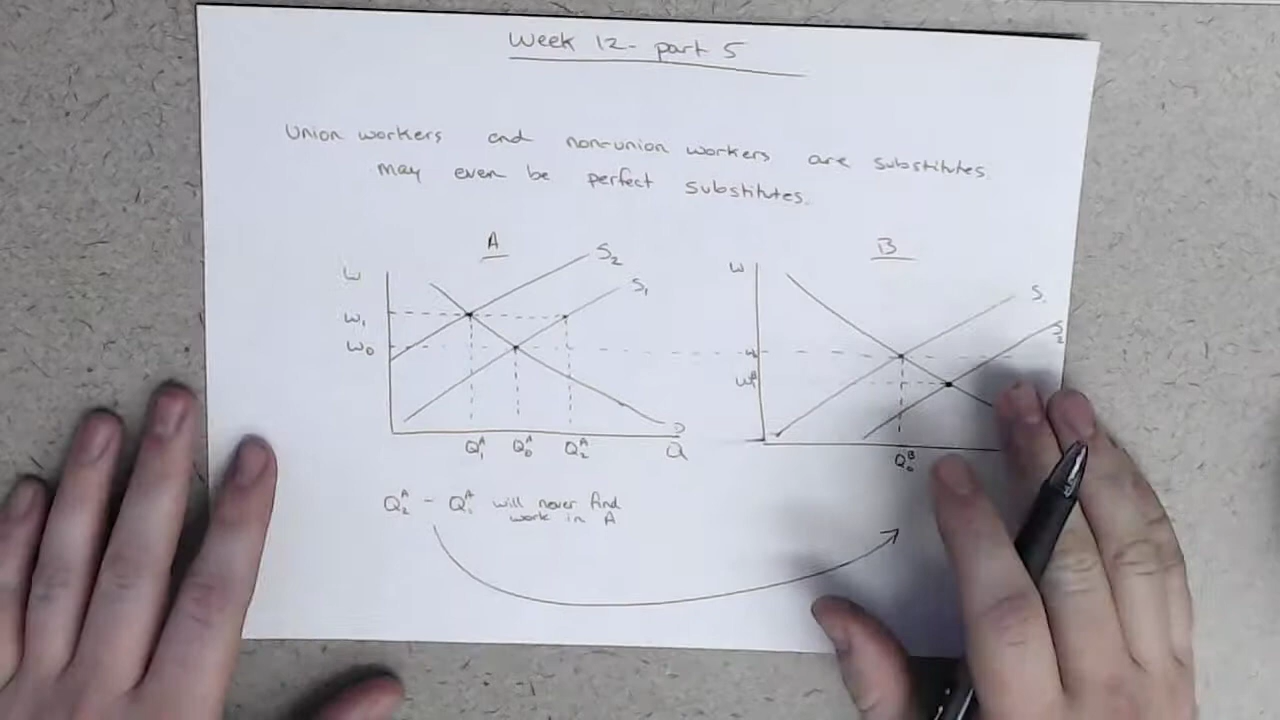 Week 12 - part 5
Union workers and non-union workers are substitutes.
may even be perfect substitutes.
A
B
W
S₂
S₁
W₁
W₀
D
Q₁ᴬ Q₀ᴬ Q₂ᴬ Q
W
S₁
S₂
Wᴮ
Q₀ᴮ
Q₂ᴬ - Q₁ᴬ will never find
work in A